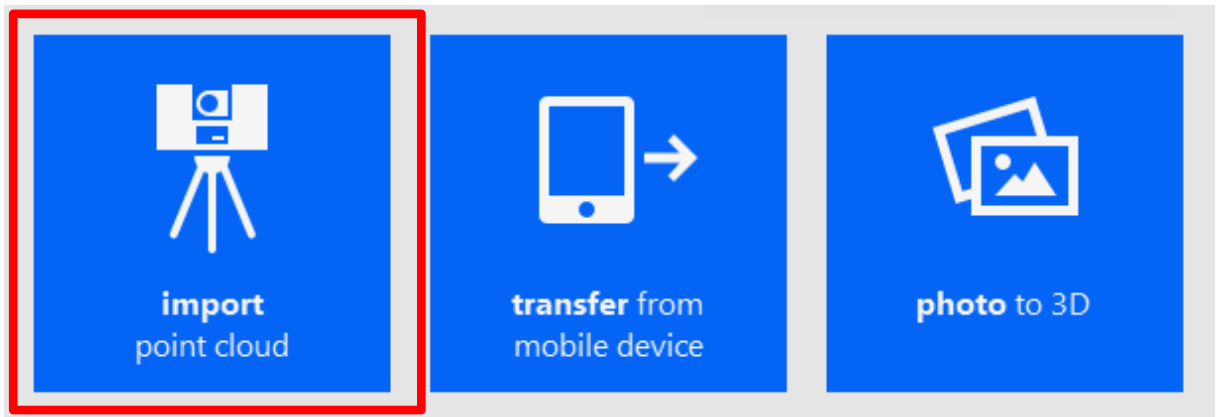 import
point cloud
transfer from
mobile device
photo to 3D